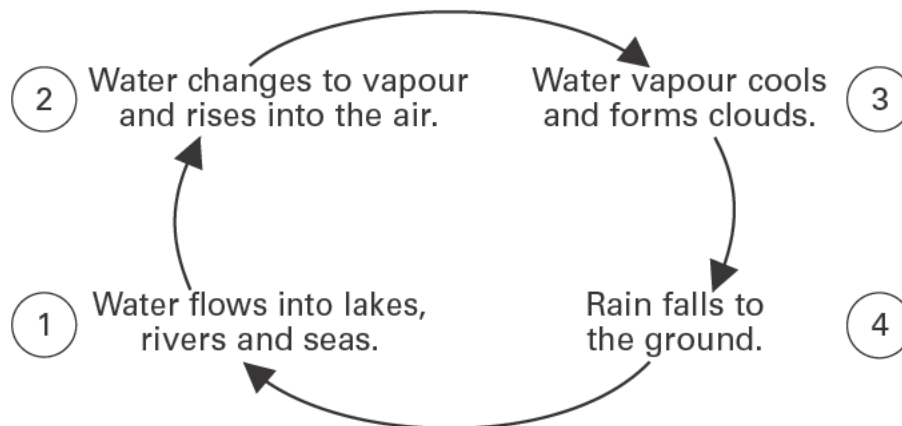 2
Water changes to vapour
and rises into the air.
Water vapour cools
and forms clouds.
3
1
Water flows into lakes,
rivers and seas.
Rain falls to
the ground.
4